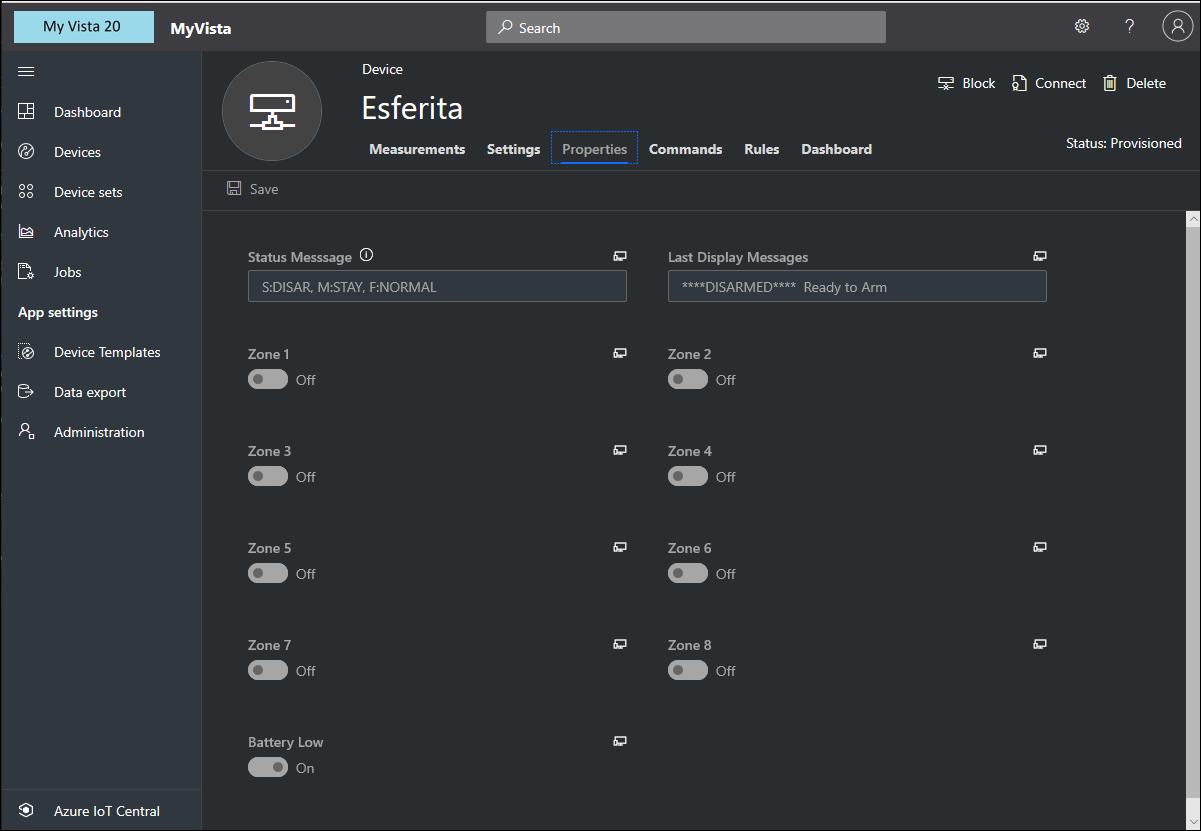 My Vista 20
MyVista
Search
?
Dashboard
Devices
Device sets
Analytics
Jobs
App settings
Device Templates
Data export
Administration
Azure IoT Central
Device
Esferita
Block
Connect
Delete
Measurements
Settings
Properties
Commands
Rules
Dashboard
Status: Provisioned
Save
Status Messsage
S:DISAR, M:STAY, F:NORMAL
Last Display Messages
****DISARMED**** Ready to Arm
Zone 1
Off
Zone 2
Off
Zone 3
Off
Zone 4
Off
Zone 5
Off
Zone 6
Off
Zone 7
Off
Zone 8
Off
Battery Low
On